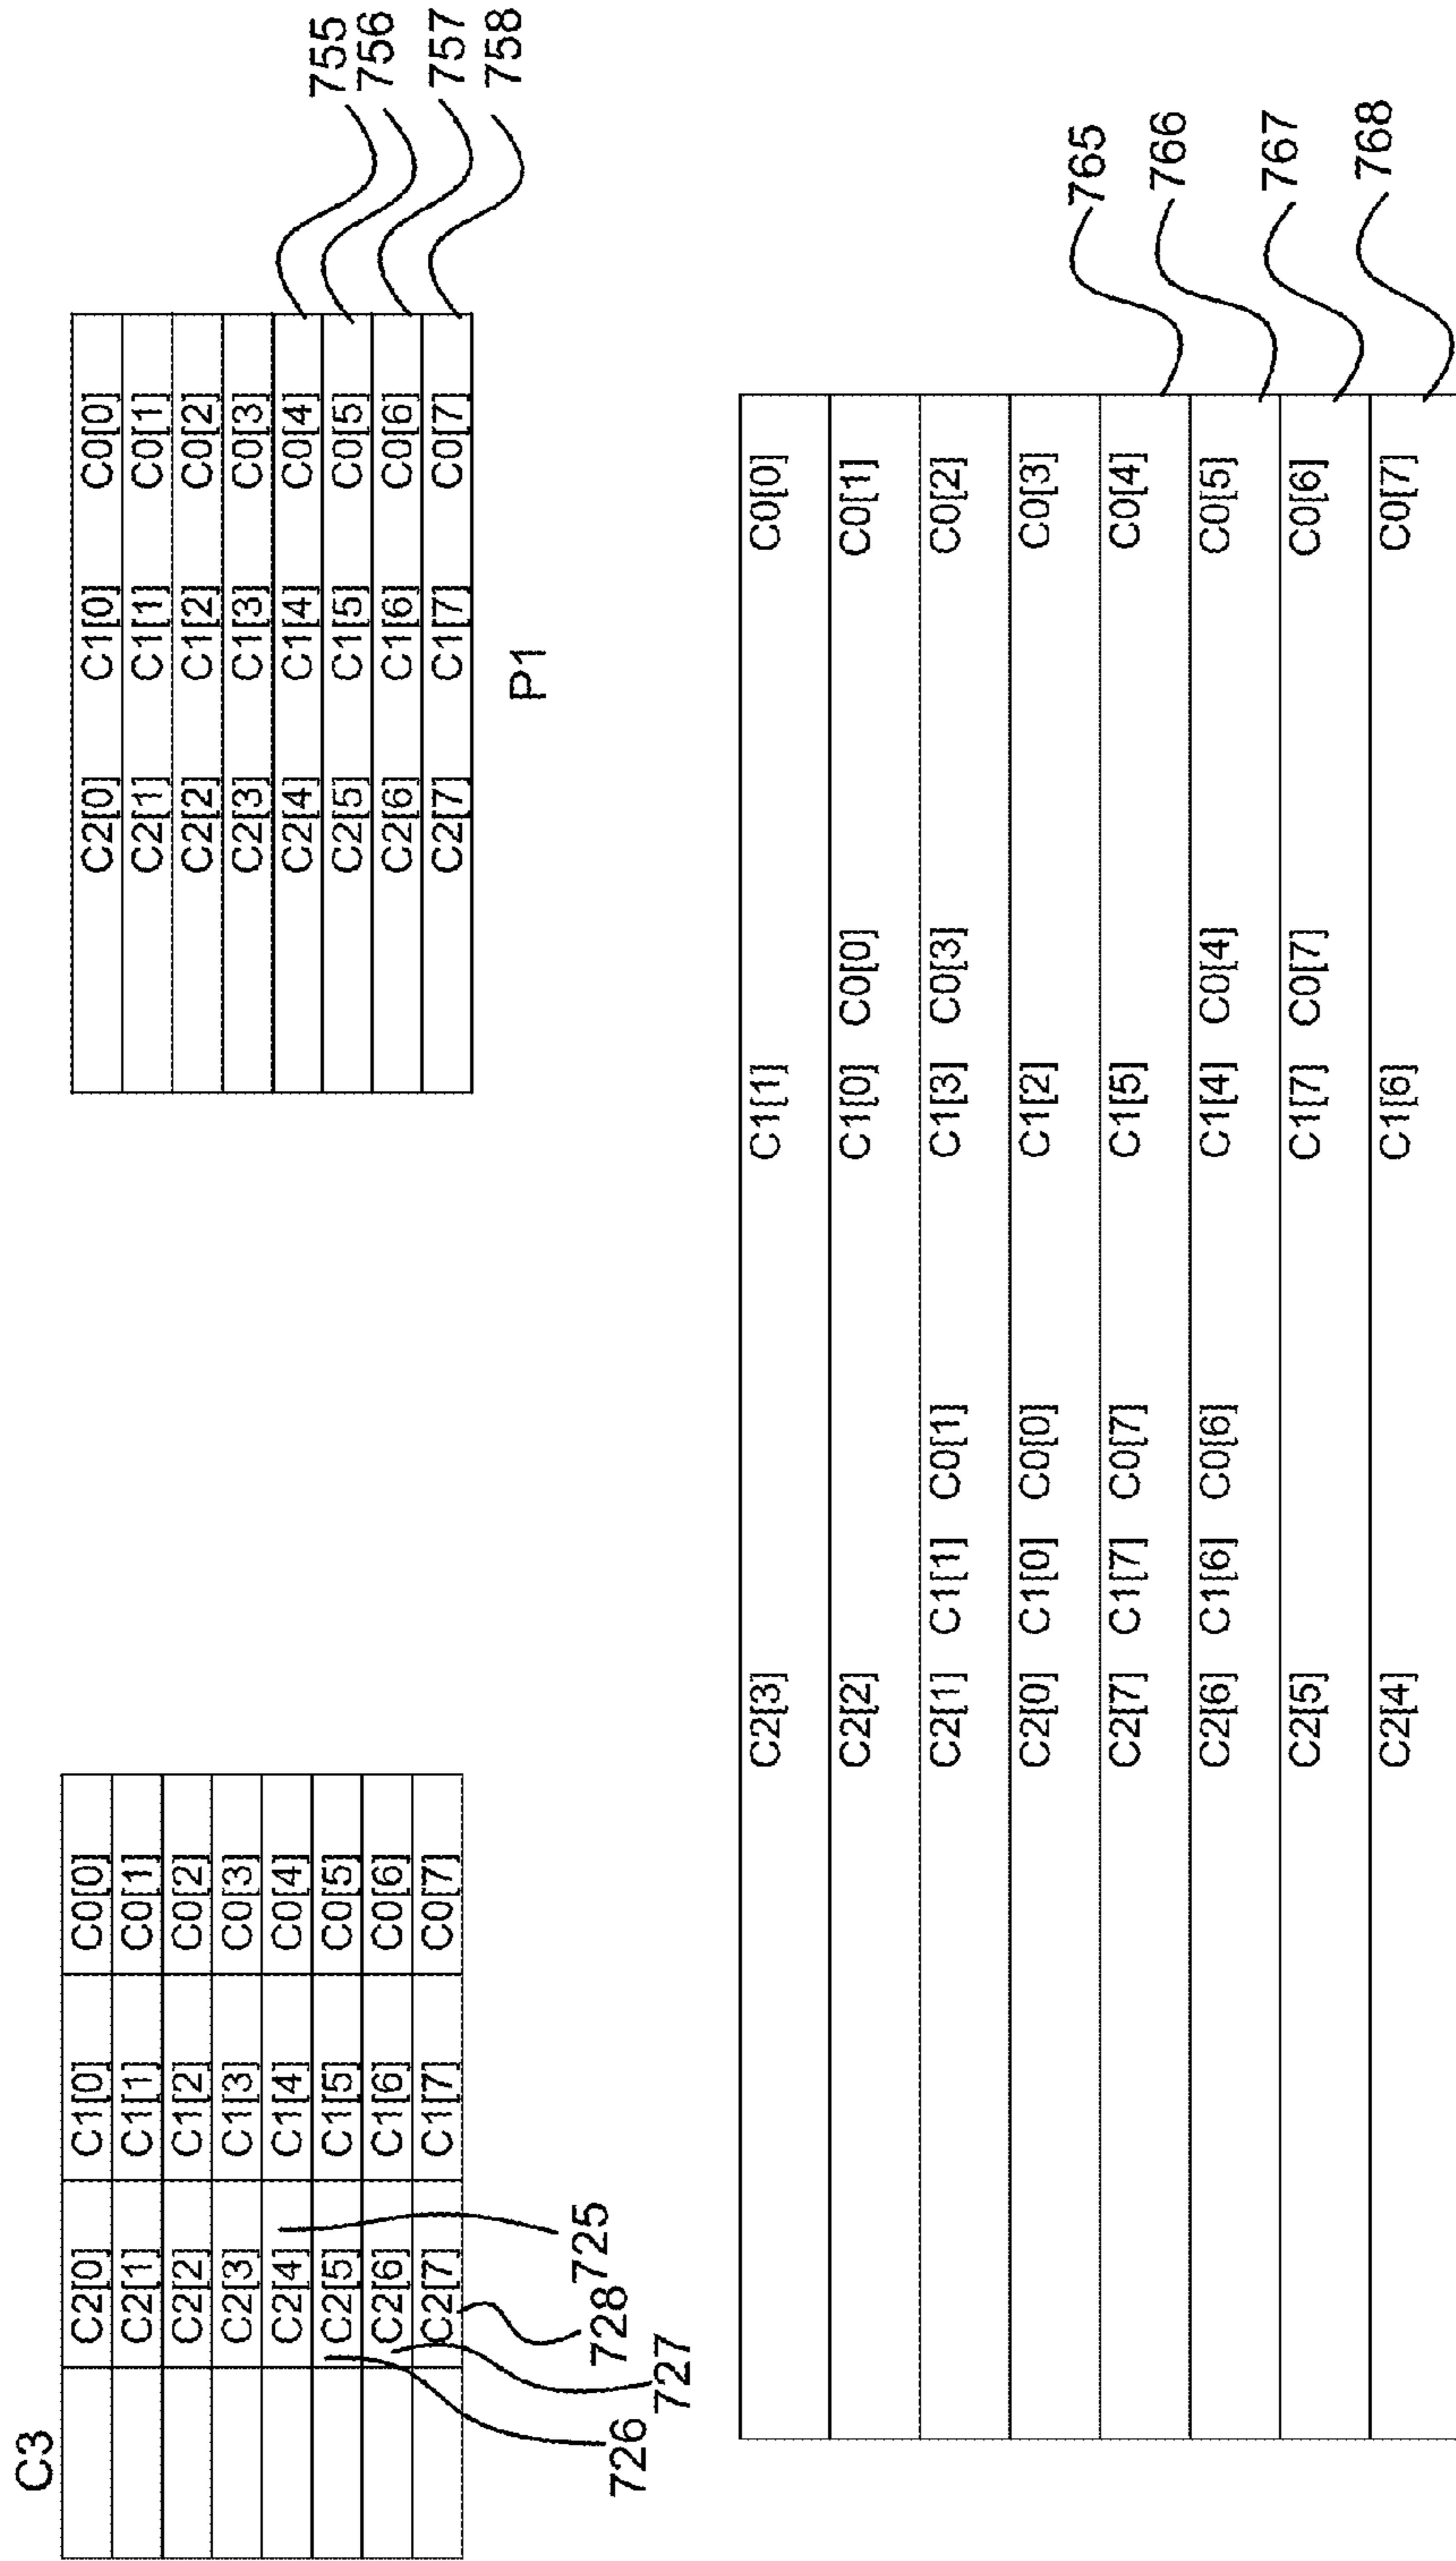 C3
C2[0] C1[0] C0[0]
C2[1] C1[1] C0[1]
C2[2] C1[2] C0[2]
C2[3] C1[3] C0[3]
C2[4] C1[4] C0[4]
C2[5] C1[5] C0[5]
C2[6] C1[6] C0[6]
C2[7] C1[7] C0[7]
725
728
726
727
C2[0] C1[0] C0[0]
C2[1] C1[1] C0[1]
C2[2] C1[2] C0[2]
C2[3] C1[3] C0[3]
C2[4] C1[4] C0[4]
C2[5] C1[5] C0[5]
C2[6] C1[6] C0[6]
C2[7] C1[7] C0[7]
755
756
757
758
P1
C2[3] C1[1] C0[0]
C2[2] C1[0] C0[0] C0[1]
C2[1] C1[1] C0[1] C1[3] C0[3] C0[2]
C2[0] C1[0] C0[0] C1[2] C0[3]
C2[7] C1[7] C0[7] C1[5] C0[4]
C2[6] C1[6] C0[6] C1[4] C0[4] C0[5]
C2[5] C1[7] C0[7] C0[6]
C2[4] C1[6] C0[7]
765
766
767
768